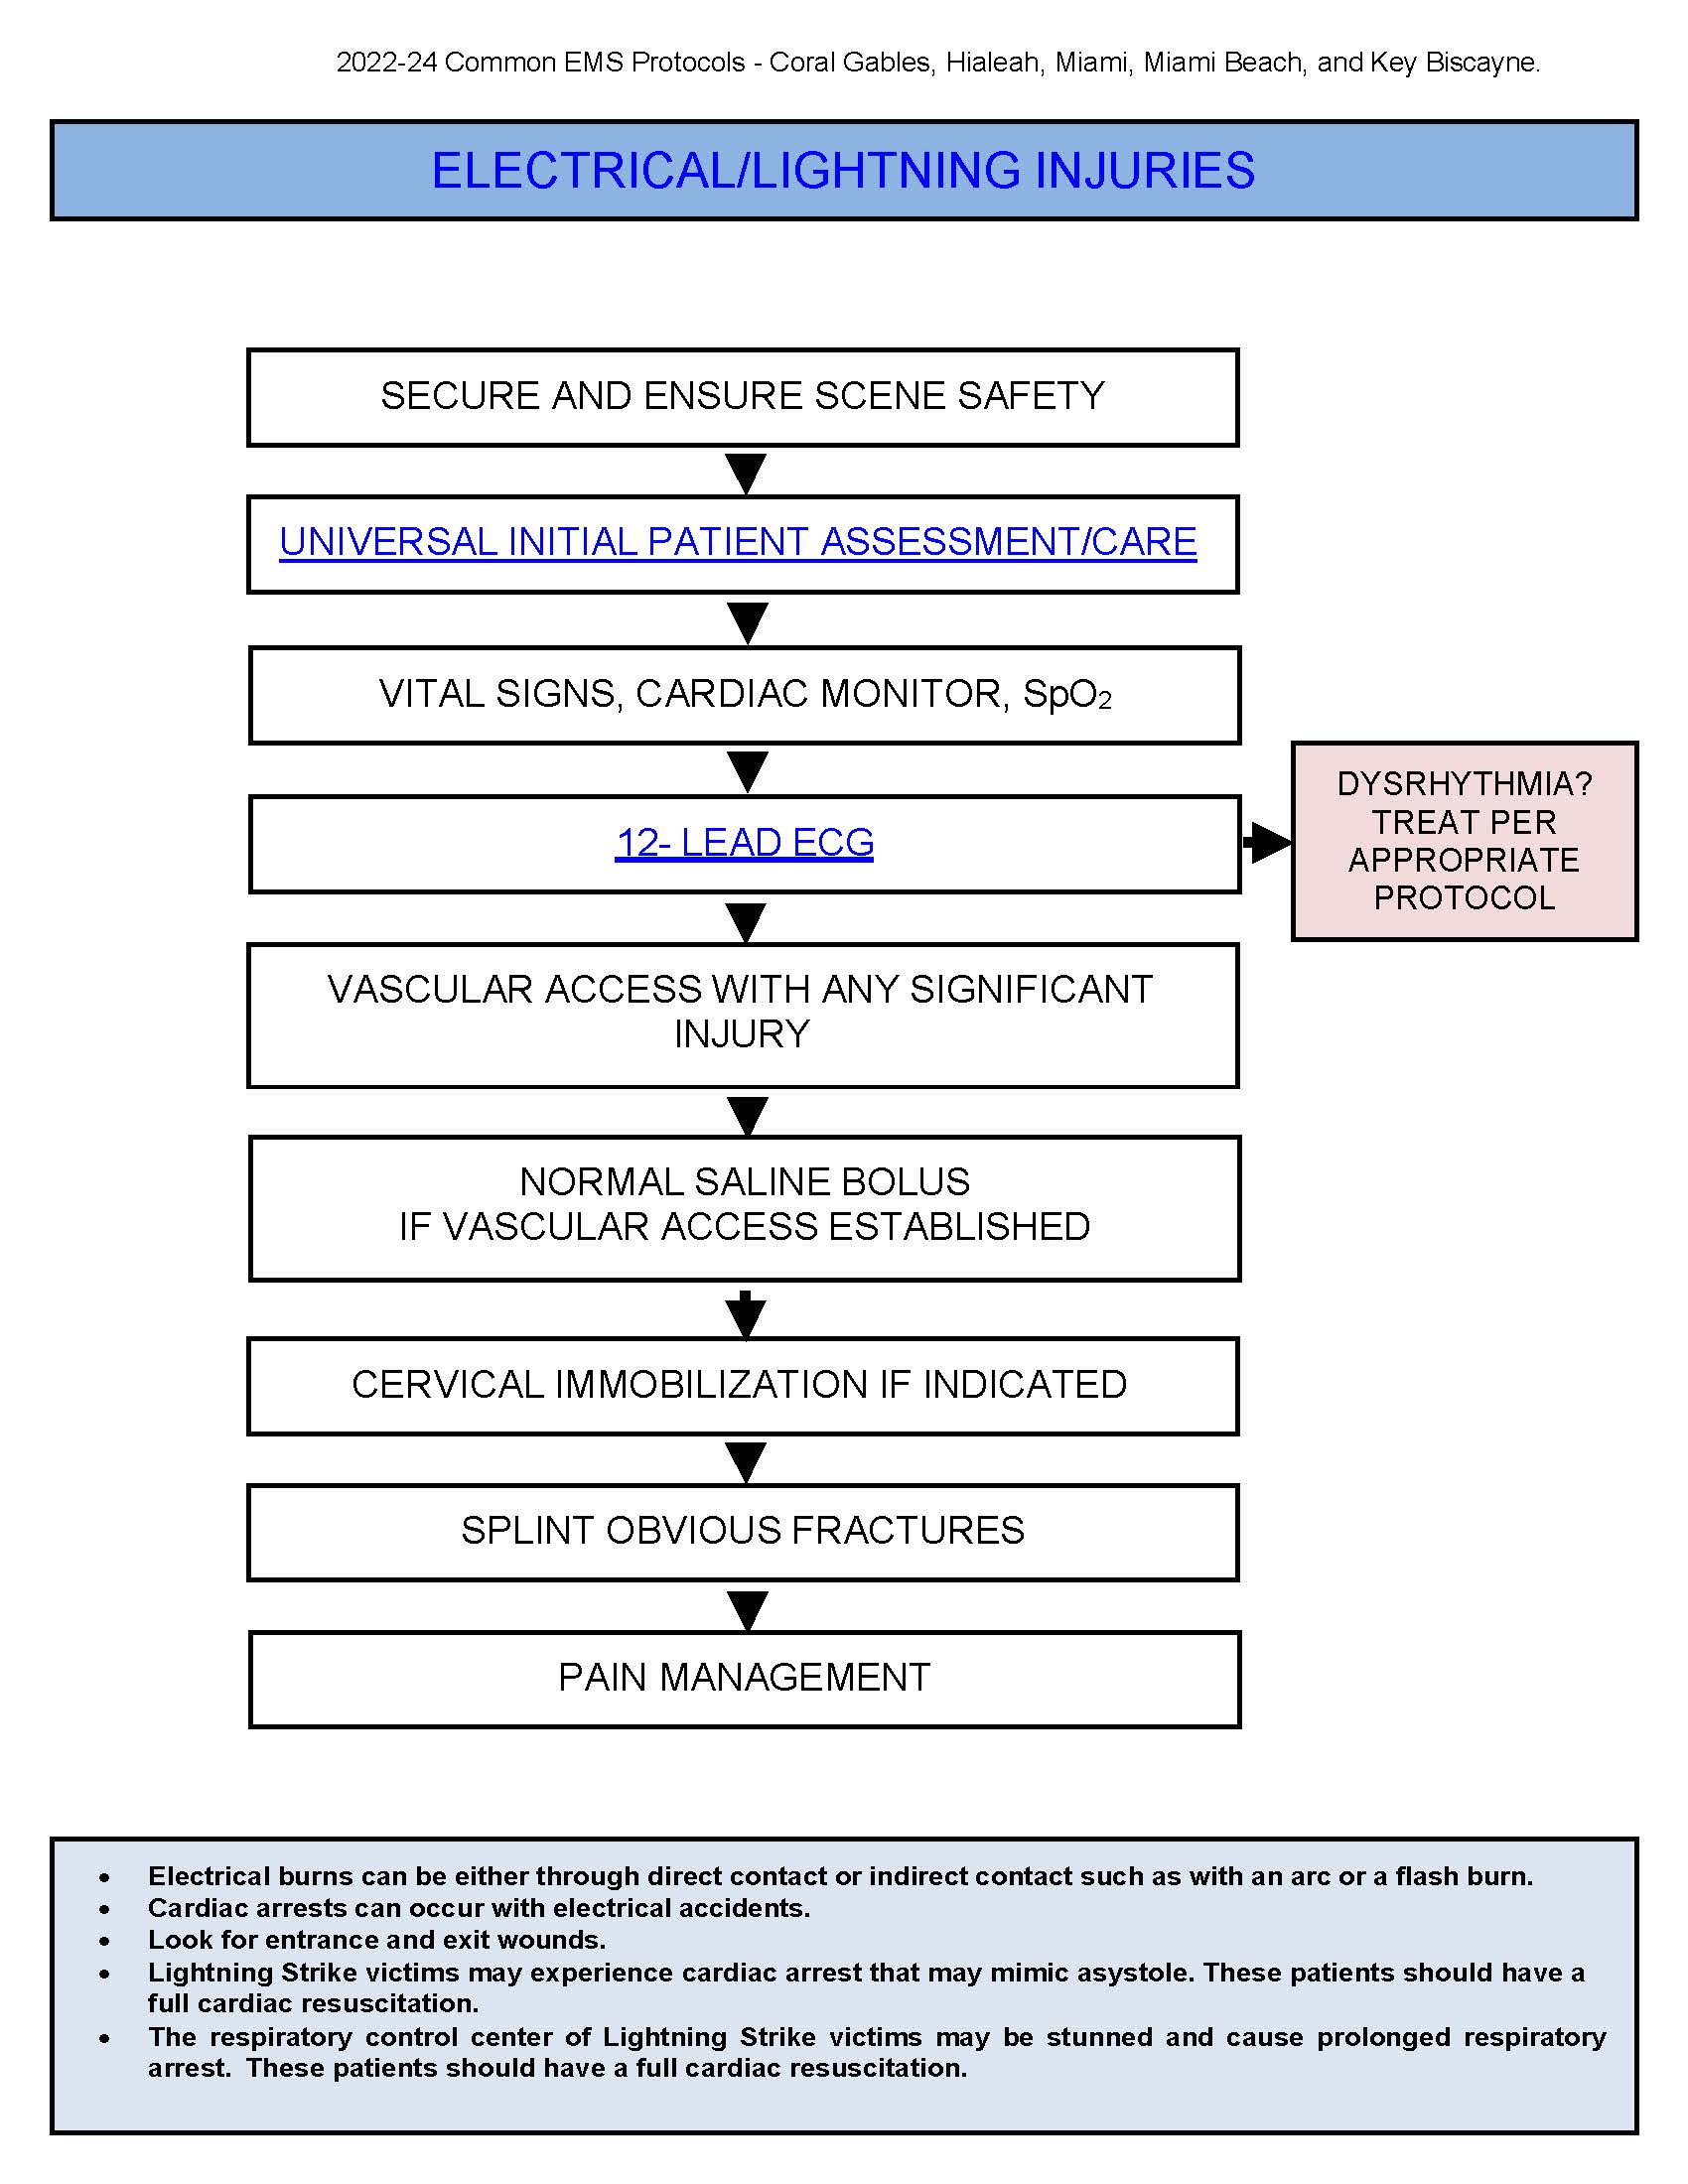 2022-24 Common EMS Protocols - Coral Gables, Hialeah, Miami, Miami Beach, and Key Biscayne.
ELECTRICAL/LIGHTNING INJURIES
SECURE AND ENSURE SCENE SAFETY
UNIVERSAL INITIAL PATIENT ASSESSMENT/CARE
VITAL SIGNS, CARDIAC MONITOR, SpO₂
12- LEAD ECG
DYSRHYTHMIA?
TREAT PER
APPROPRIATE
PROTOCOL
VASCULAR ACCESS WITH ANY SIGNIFICANT
INJURY
NORMAL SALINE BOLUS
IF VASCULAR ACCESS ESTABLISHED
CERVICAL IMMOBILIZATION IF INDICATED
SPLINT OBVIOUS FRACTURES
PAIN MANAGEMENT
• Electrical burns can be either through direct contact or indirect contact such as with an arc or a flash burn.
• Cardiac arrests can occur with electrical accidents.
• Look for entrance and exit wounds.
• Lightning Strike victims may experience cardiac arrest that may mimic asystole. These patients should have a
full cardiac resuscitation.
• The respiratory control center of Lightning Strike victims may be stunned and cause prolonged respiratory
arrest. These patients should have a full cardiac resuscitation.